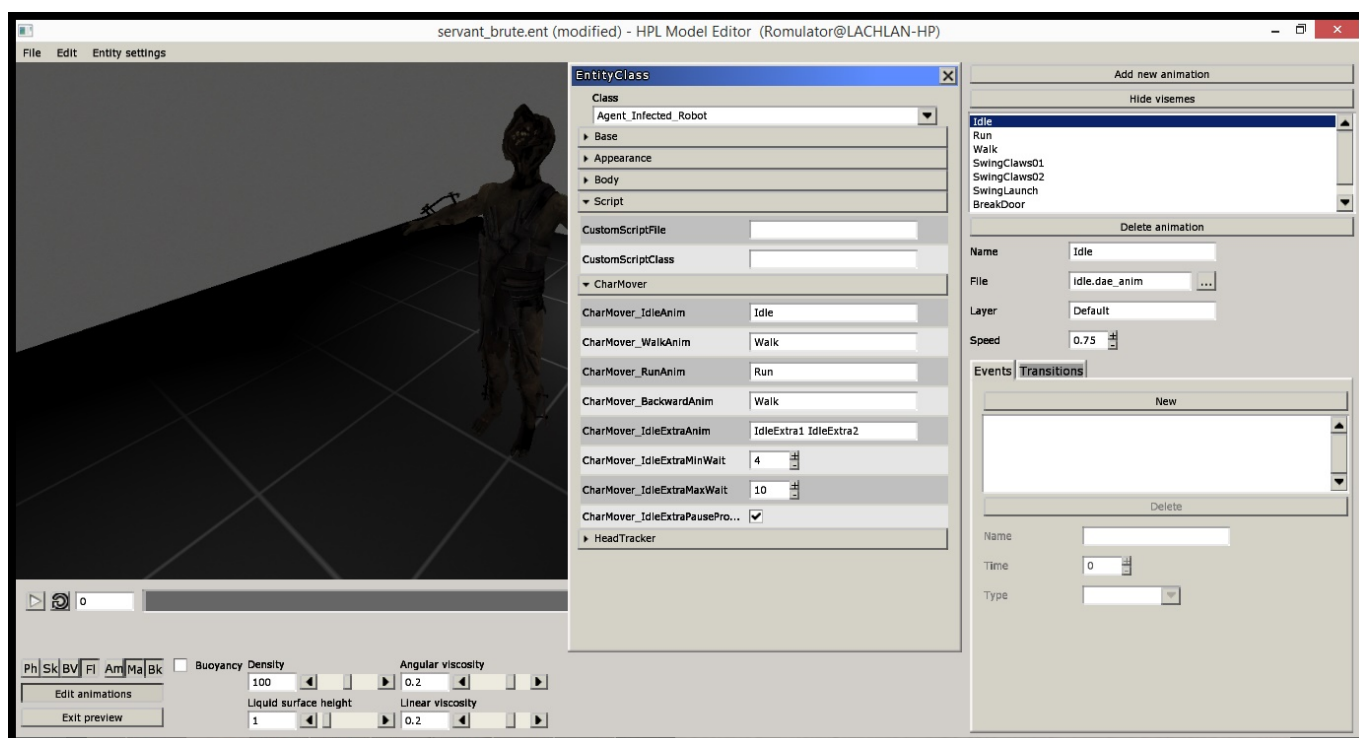 servant_brute.ent (modified) - HPL Model Editor (Romulator@LACHLAN-HP)
File Edit Entity settings
EntityClass
Class
Agent_Infected_Robot
Base
Appearance
Body
Script
CustomScriptFile
CustomScriptClass
CharMover
CharMover_IdleAnim Idle
CharMover_WalkAnim Walk
CharMover_RunAnim Run
CharMover_BackwardAnim Walk
CharMover_IdleExtraAnim IdleExtra1 IdleExtra2
CharMover_IdleExtraMinWait 4
CharMover_IdleExtraMaxWait 10
CharMover_IdleExtraPausePro...
HeadTracker
Add new animation
Hide visemes
Idle
Run
Walk
SwingClaws01
SwingClaws02
SwingLaunch
BreakDoor
Delete animation
Name Idle
File idle.dae_anim ...
Layer Default
Speed 0.75
Events Transitions
New
Delete
Name
Time 0
Type
0
Ph Sk BV Fl Am Ma Bk
Edit animations
Exit preview
Buoyancy Density Angular viscosity
100 0.2
Liquid surface height Linear viscosity
1 0.2